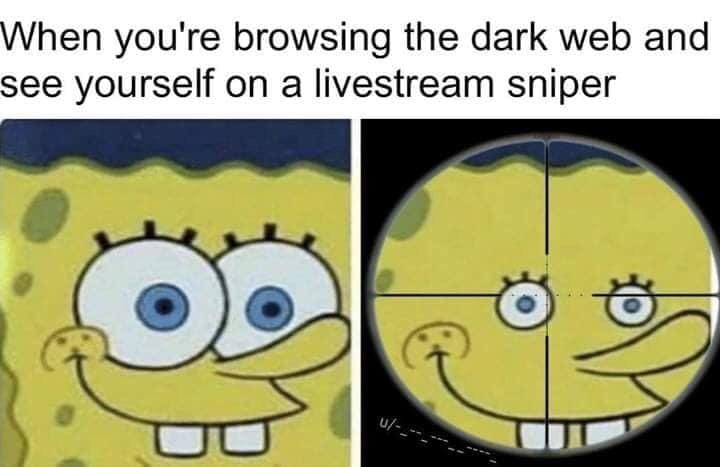 When you're browsing the dark web and
see yourself on a livestream sniper
u/-_--_---_--_----